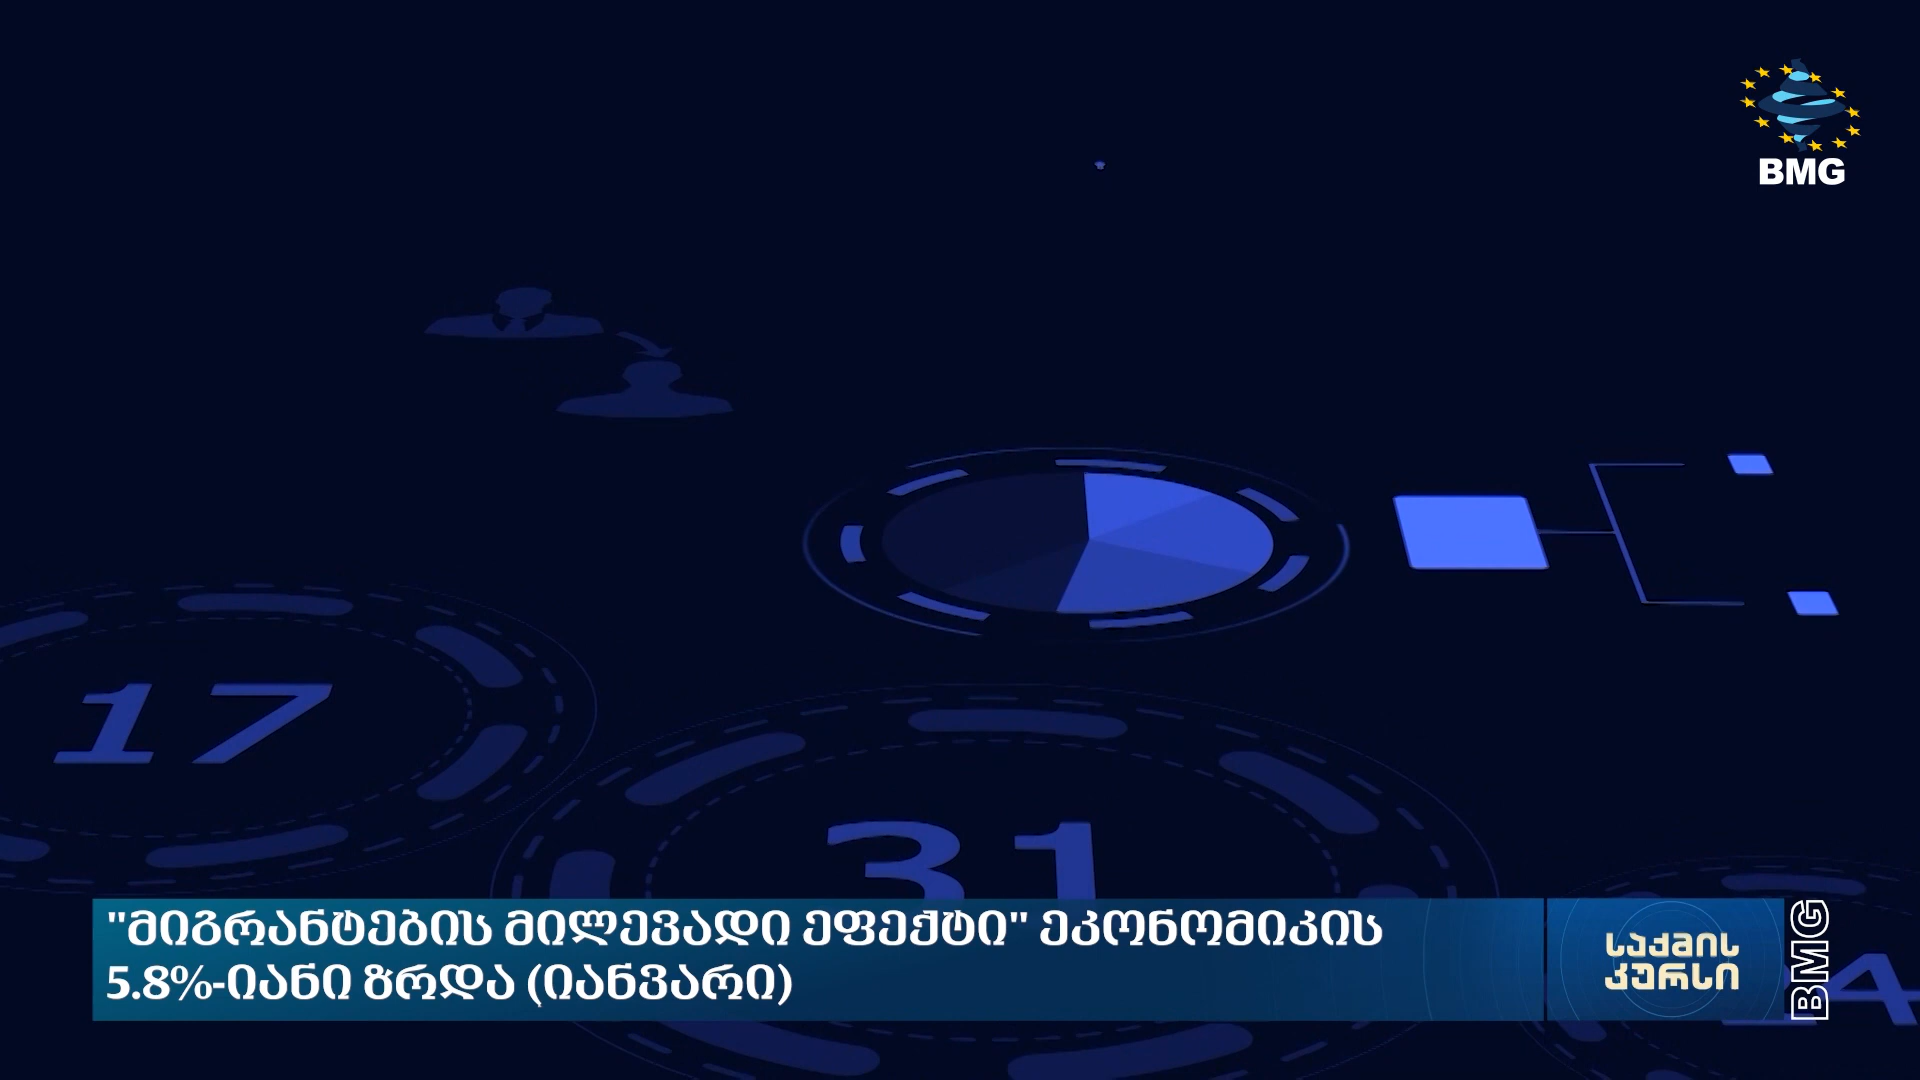 BMG
17
31
"მიგრანტების მილევადი ეფექტი" ეკონომიკის
5.8%-იანი ზრდა (იანვარი)
საქმის
კურსი
BMG